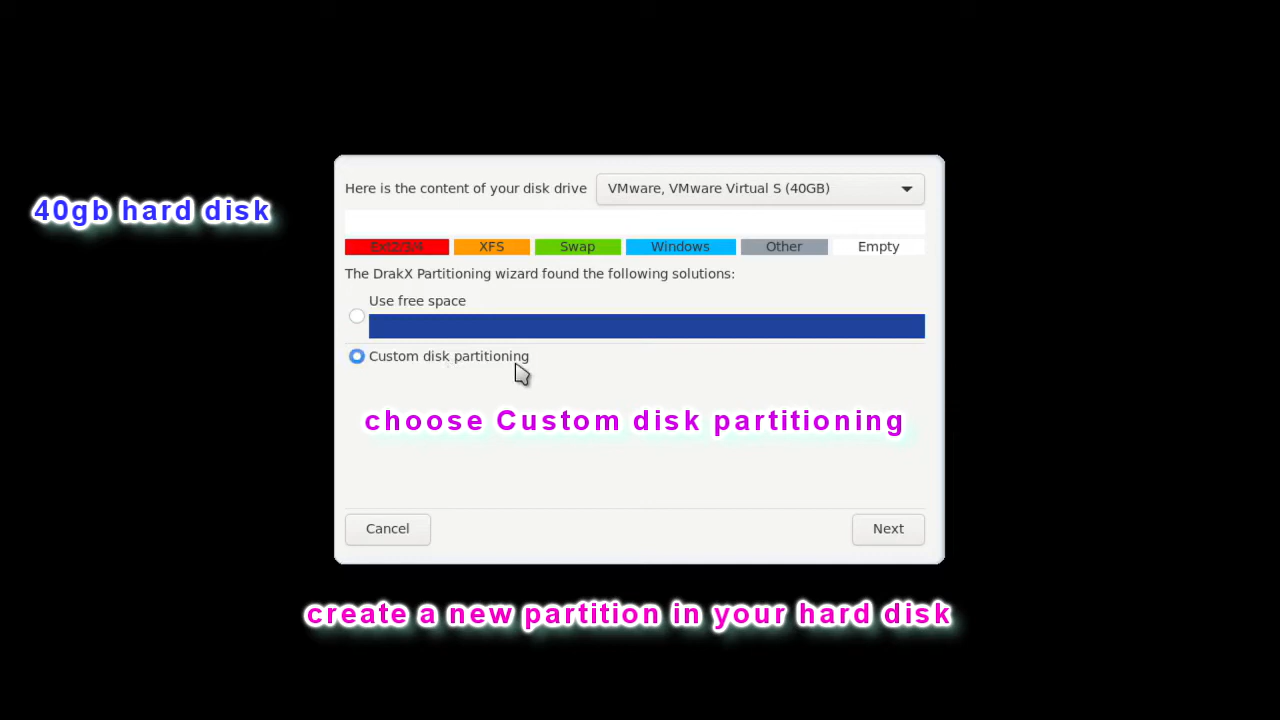 Here is the content of your disk drive VMware, VMware Virtual S (40GB)
40gb hard disk
Ext2/3/4 XFS Swap Windows Other Empty
The DrakX Partitioning wizard found the following solutions:
Use free space
Custom disk partitioning
choose Custom disk partitioning
Cancel Next
create a new partition in your hard disk